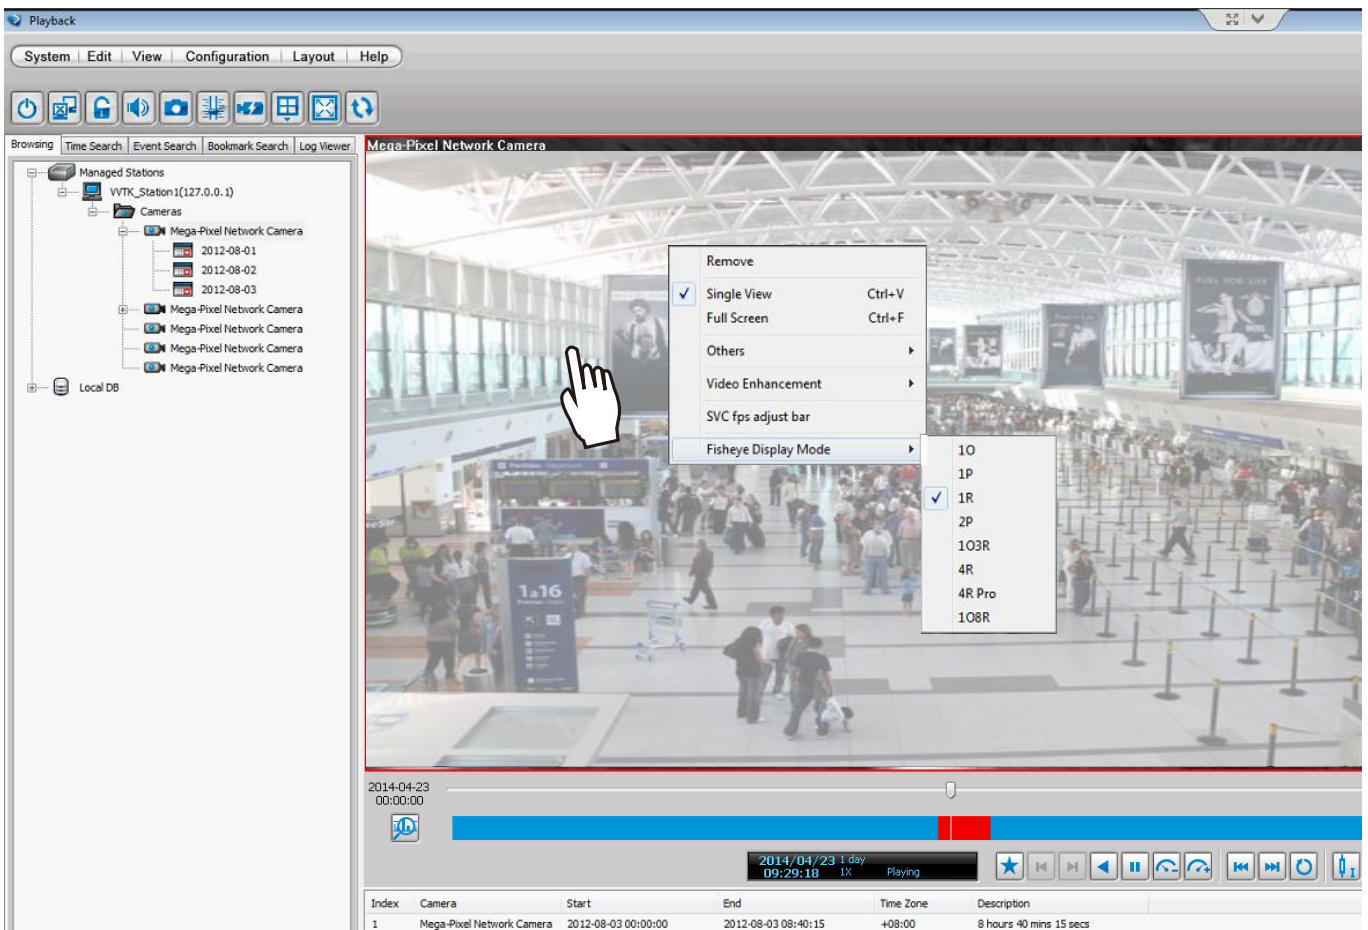 Playback
System Edit View Configuration Layout Help
Browsing Time Search Event Search Bookmark Search Log Viewer
Managed Stations
VVTK_Station1(127.0.0.1)
Cameras
Mega-Pixel Network Camera
2012-08-01
2012-08-02
2012-08-03
Mega-Pixel Network Camera
Mega-Pixel Network Camera
Mega-Pixel Network Camera
Mega-Pixel Network Camera
Local DB
Mega-Pixel Network Camera
FUEL FOR LIFE
Remove
Single View Ctrl+V
Full Screen Ctrl+F
Others
Video Enhancement
SVC fps adjust bar
Fisheye Display Mode
1O
1P
1R
2P
1O3R
4R
4R Pro
1O8R
1a16
2014-04-23
00:00:00
2014/04/23 1 day
09:29:18 1X Playing
Index Camera Start End Time Zone Description
1 Mega-Pixel Network Camera 2012-08-03 00:00:00 2012-08-03 08:40:15 +08:00 8 hours 40 mins 15 secs